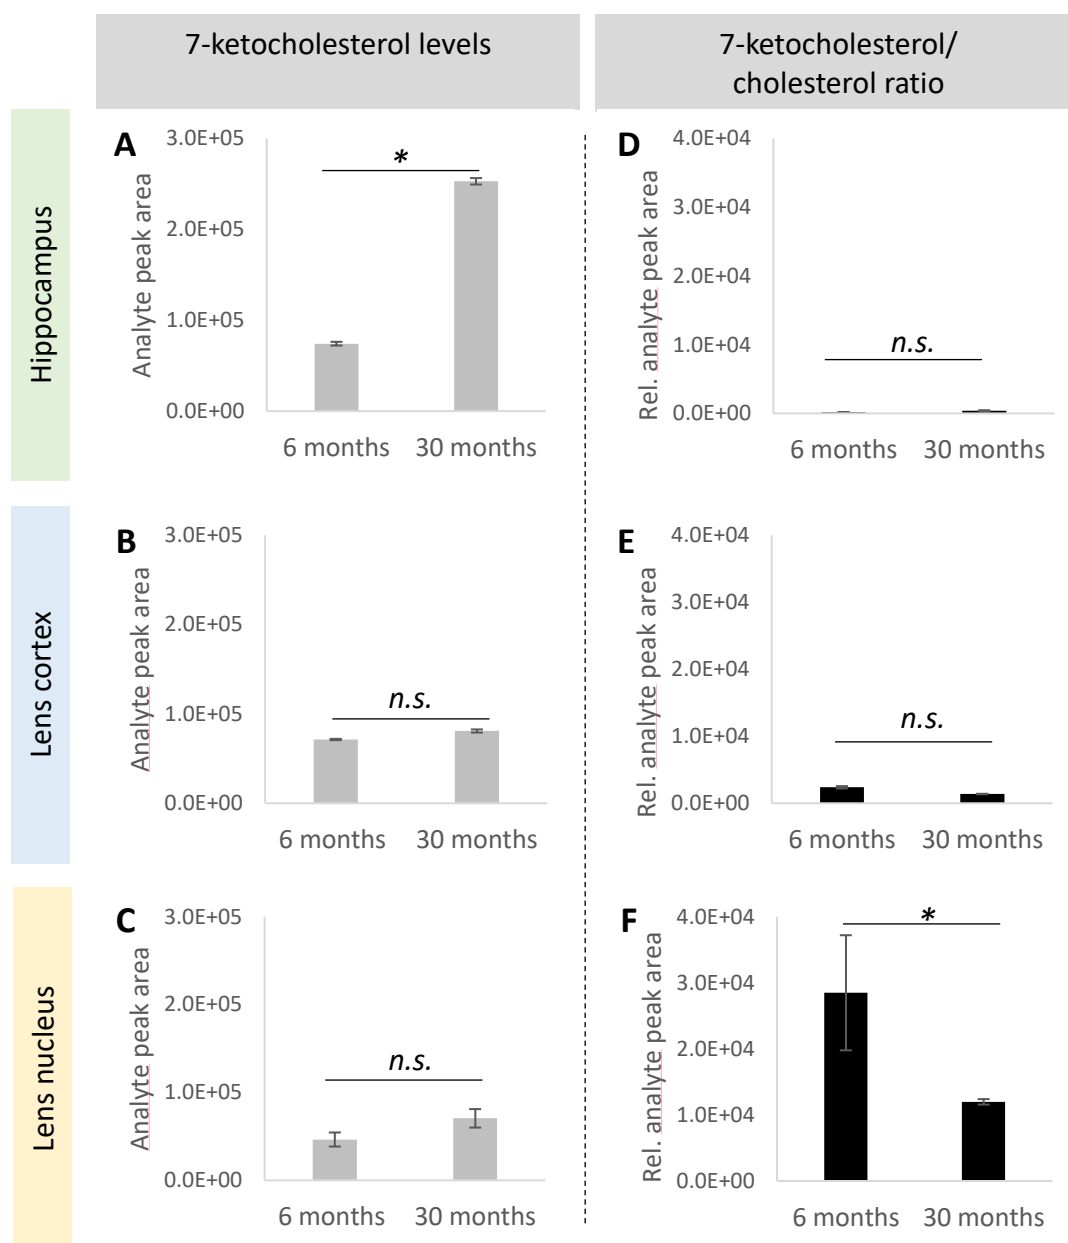 7-ketocholesterol levels
7-ketocholesterol/
cholesterol ratio
Hippocampus
A
Analyte peak area
3.0E+05
2.0E+05
1.0E+05
0.0E+00
*
6 months 30 months
D
Rel. analyte peak area
4.0E+04
3.0E+04
2.0E+04
1.0E+04
0.0E+00
n.s.
6 months 30 months
Lens cortex
B
Analyte peak area
3.0E+05
2.0E+05
1.0E+05
0.0E+00
n.s.
6 months 30 months
E
Rel. analyte peak area
4.0E+04
3.0E+04
2.0E+04
1.0E+04
0.0E+00
n.s.
6 months 30 months
Lens nucleus
C
Analyte peak area
3.0E+05
2.0E+05
1.0E+05
0.0E+00
n.s.
6 months 30 months
F
Rel. analyte peak area
4.0E+04
3.0E+04
2.0E+04
1.0E+04
0.0E+00
*
6 months 30 months